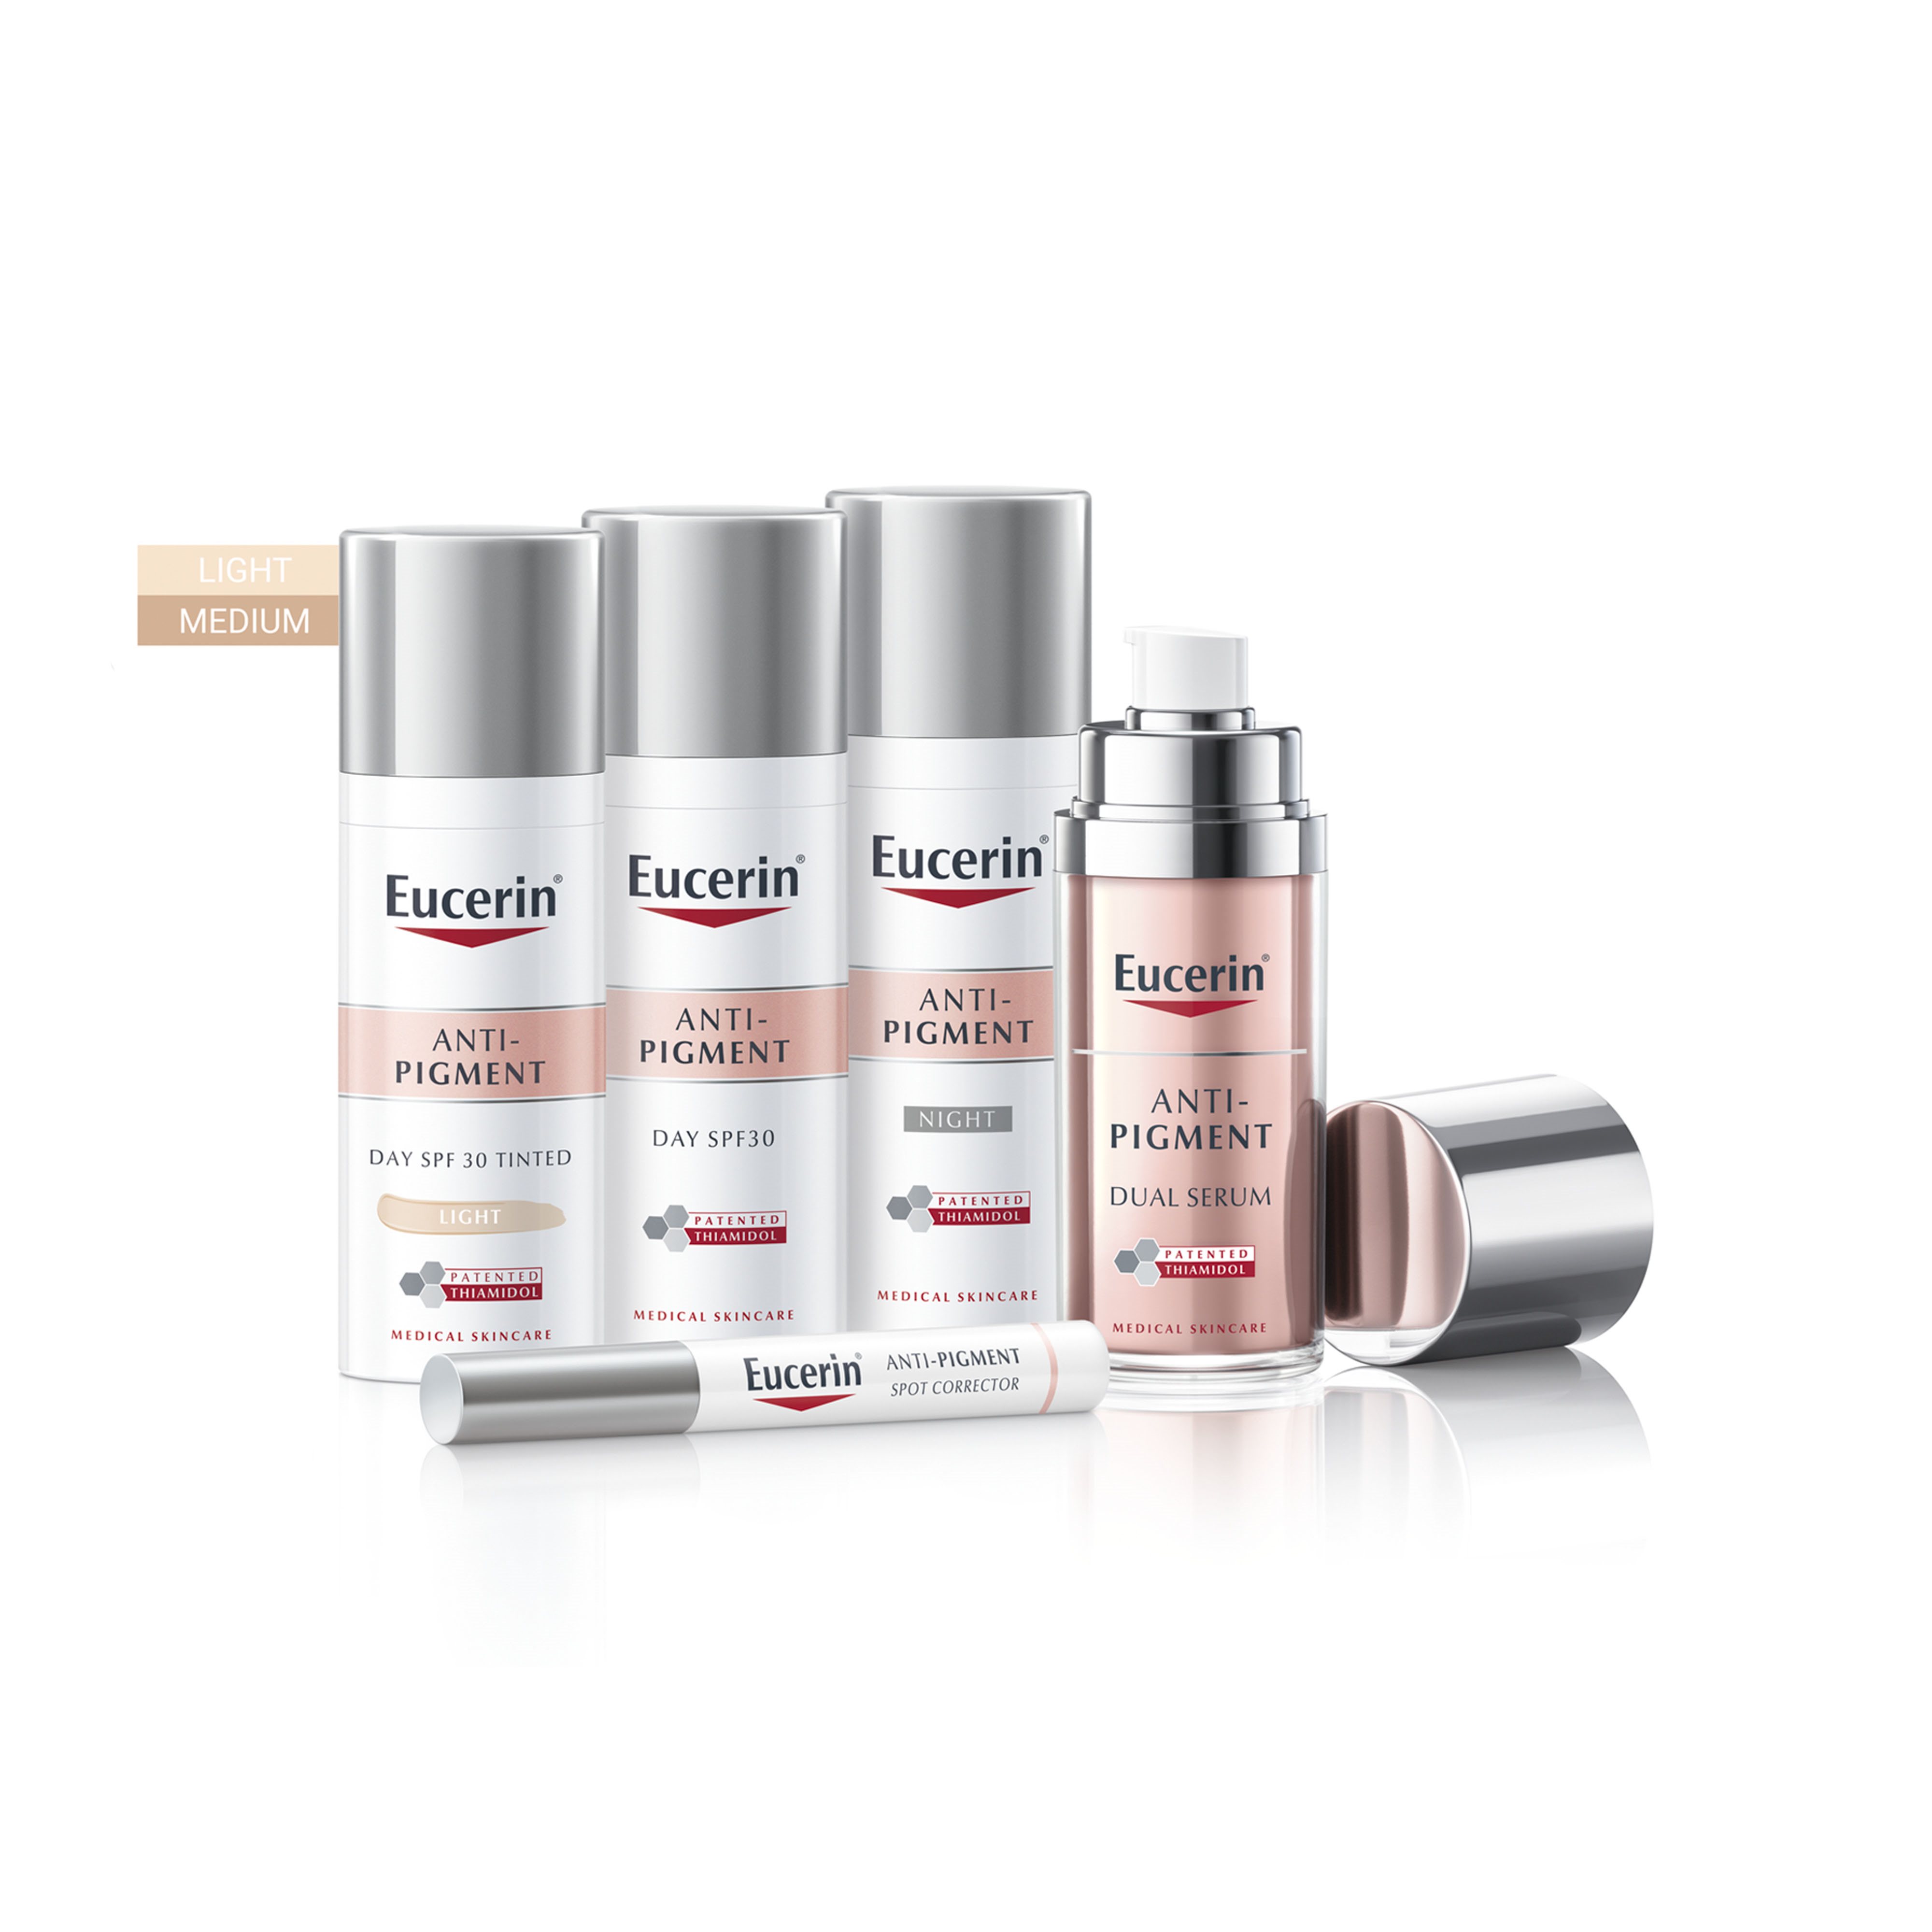 LIGHT
MEDIUM
Eucerin®
ANTI-
PIGMENT
DAY SPF 30 TINTED
LIGHT
PATENTED
THIAMIDOL
MEDICAL SKINCARE
Eucerin®
ANTI-
PIGMENT
DAY SPF30
PATENTED
THIAMIDOL
MEDICAL SKINCARE
Eucerin®
ANTI-
PIGMENT
NIGHT
PATENTED
THIAMIDOL
MEDICAL SKINCARE
Eucerin®
ANTI-
PIGMENT
DUAL SERUM
PATENTED
THIAMIDOL
MEDICAL SKINCARE
Eucerin®
ANTI-PIGMENT
SPOT CORRECTOR